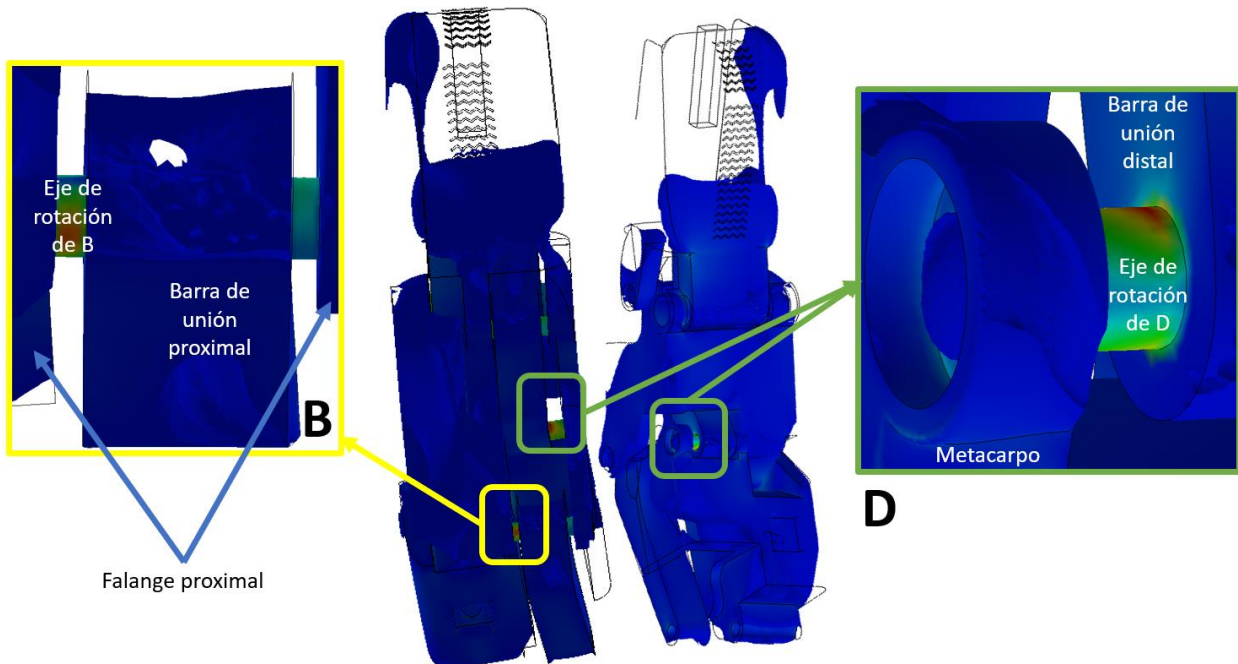 Eje de
rotación
de B
Barra de
unión
proximal
B
Falange proximal
Barra de
unión
distal
Eje de
rotación
de D
Metacarpo
D